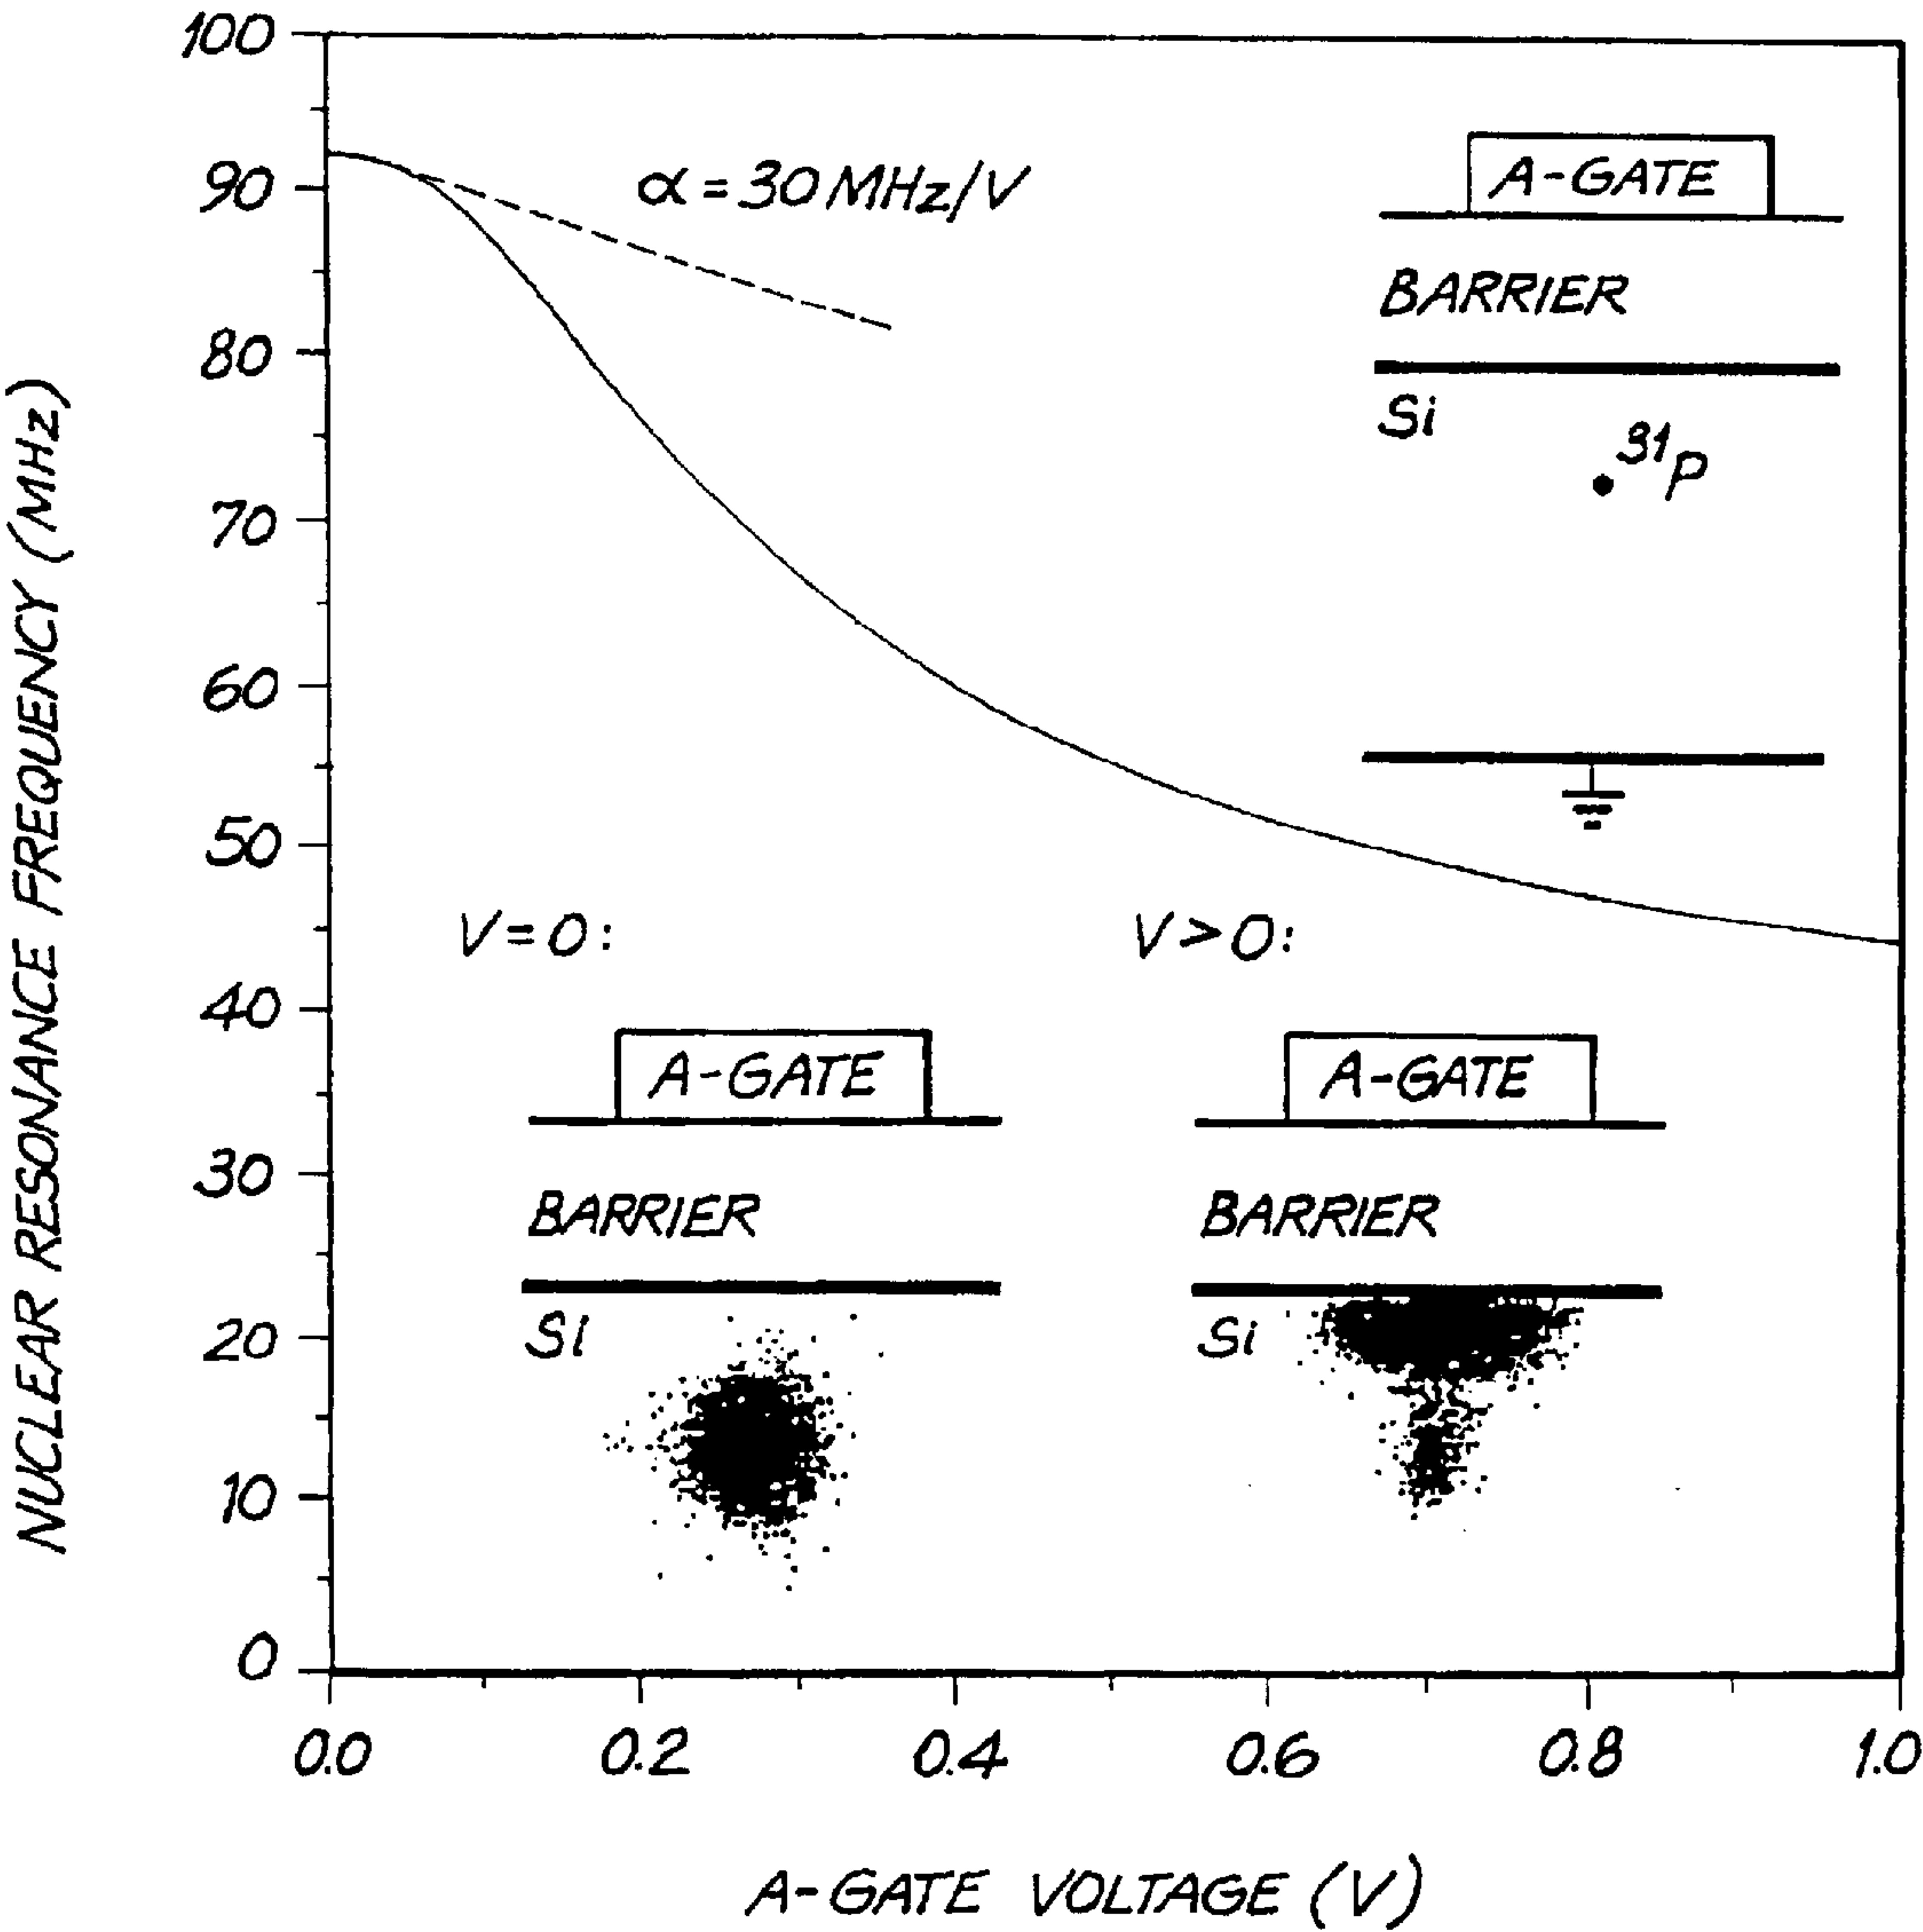 NUCLEAR RESONANCE FREQUENCY (MHz)
100
90
80
70
60
50
40
30
20
10
0
α = 30 MHz/V
A-GATE
BARRIER
Si
³¹P
V=0:
A-GATE
BARRIER
Si
V>0:
A-GATE
BARRIER
Si
0.0
0.2
0.4
0.6
0.8
1.0
A-GATE VOLTAGE (V)